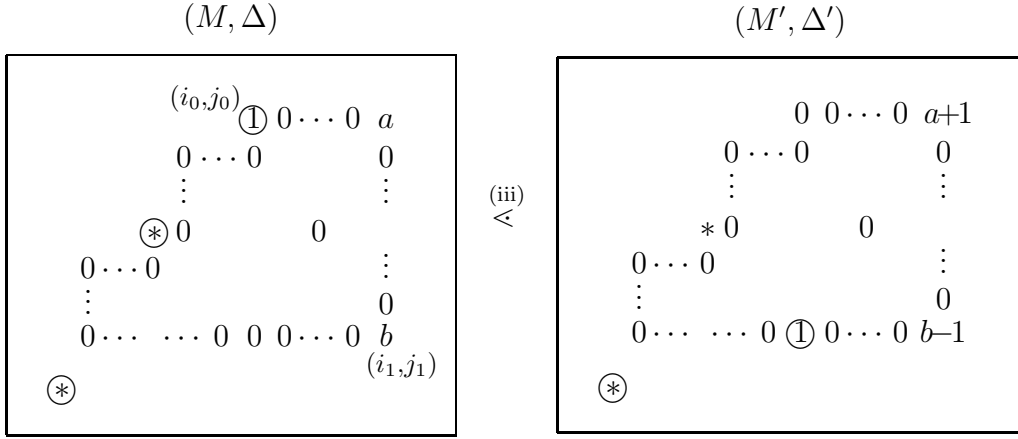 (M, Δ) (M′, Δ′)
(i₀,j₀) ① 0 ⋯ 0 a
0 ⋯ 0 0
⋮ ⋮
⊛ 0 0
0 ⋯ 0 ⋮
⋮ 0
0 ⋯ ⋯ 0 0 0 ⋯ 0 b
(i₁,j₁)
⊛
(iii)
⋖
0 0 ⋯ 0 a+1
0 ⋯ 0 0
⋮ ⋮
* 0 0
0 ⋯ 0 ⋮
⋮ 0
0 ⋯ ⋯ 0 ① 0 ⋯ 0 b−1
⊛